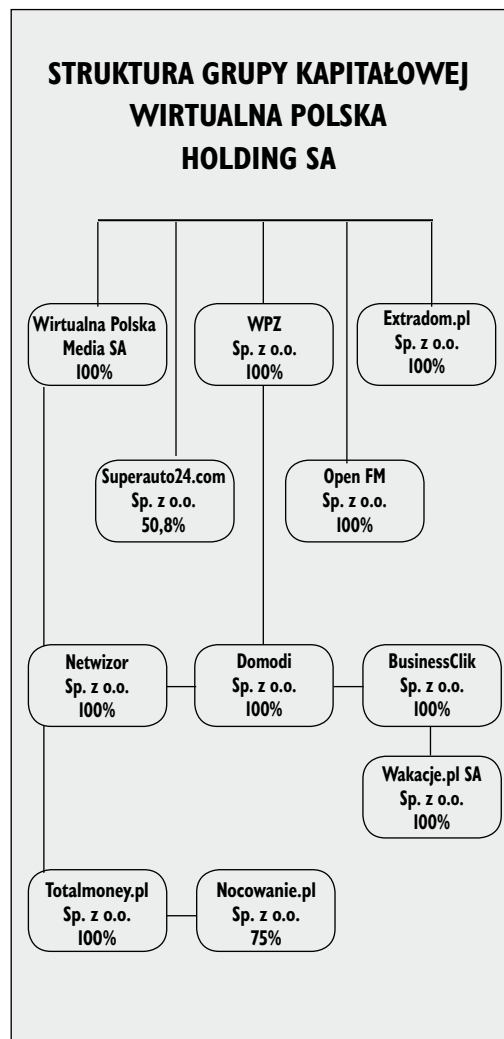 STRUKTURA GRUPY KAPITAŁOWEJ
WIRTUALNA POLSKA
HOLDING SA
Wirtualna Polska
Media SA
100%
WPZ
Sp. z o.o.
100%
Extradom.pl
Sp. z o.o.
100%
Superauto24.com
Sp. z o.o.
50,8%
Open FM
Sp. z o.o.
100%
Netwizor
Sp. z o.o.
100%
Domodi
Sp. z o.o.
100%
BusinessClik
Sp. z o.o.
100%
Wakacje.pl SA
Sp. z o.o.
100%
Totalmoney.pl
Sp. z o.o.
100%
Nocowanie.pl
Sp. z o.o.
75%